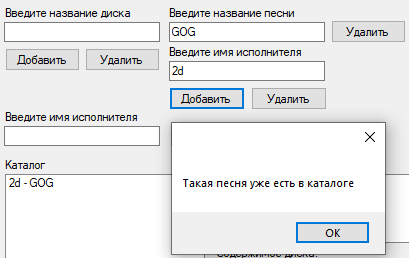 Введите название диска
Введите название песни
GOG
Удалить
Добавить
Удалить
Введите имя исполнителя
2d
Добавить
Удалить
Введите имя исполнителя
Такая песня уже есть в каталоге
OK
Каталог
2d - GOG
Содержимое диска: